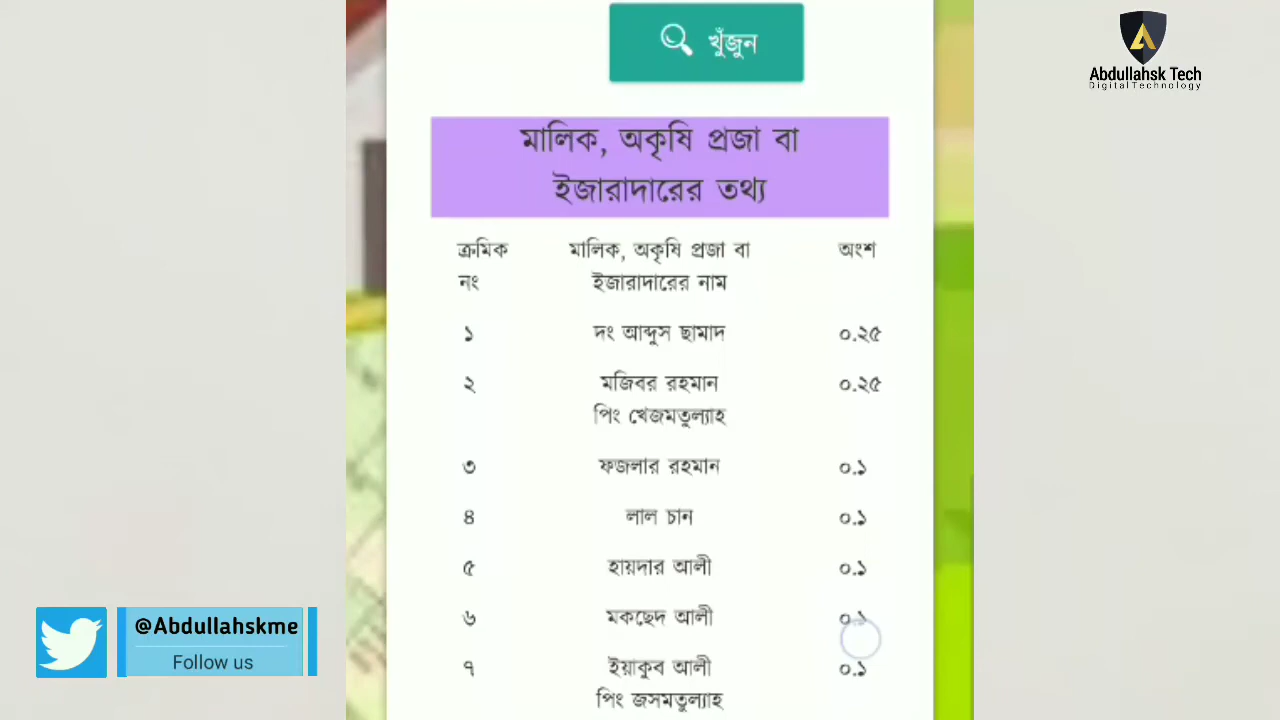 খুঁজুন
Abdullahsk Tech
Digital Technology
মালিক, অকৃষি প্রজা বা
ইজারাদারের তথ্য
ক্রমিক মালিক, অকৃষি প্রজা বা অংশ
নং ইজারাদারের নাম
১ দং আব্দুস ছামাদ ০.২৫
২ মজিবর রহমান ০.২৫
পিং খেজমতুল্যাহ
৩ ফজলার রহমান ০.১
৪ লাল চান ০.১
৫ হায়দার আলী ০.১
৬ মকছেদ আলী ০.১
৭ ইয়াকুব আলী ০.১
পিং জসমতুল্যাহ
@Abdullahskme
Follow us